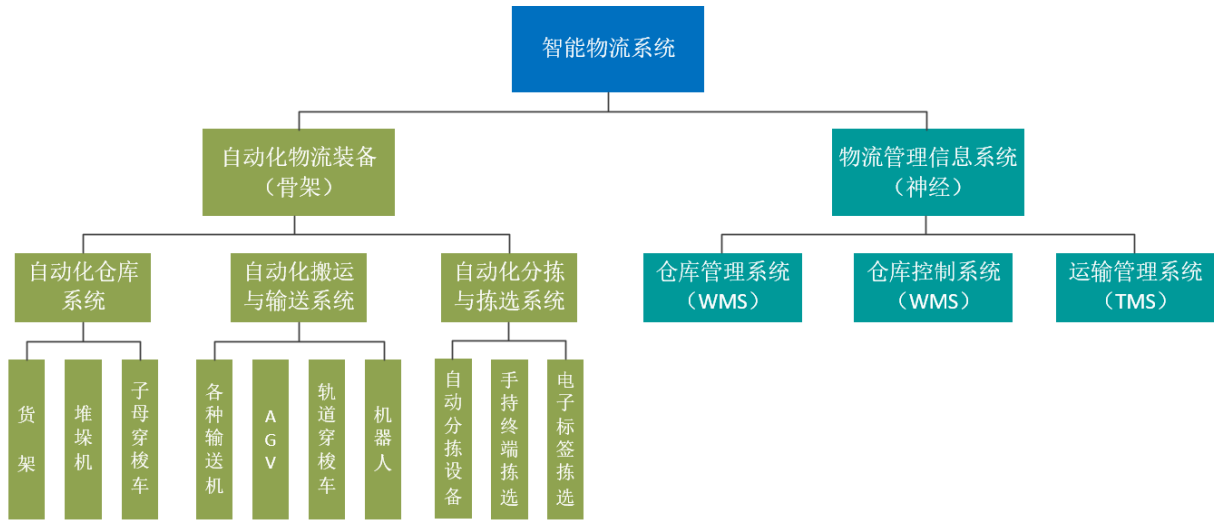 智能物流系统
自动化物流装备
（骨架）
物流管理信息系统
（神经）
自动化仓库
系统
自动化搬运
与输送系统
自动化分拣
与拣选系统
仓库管理系统
（WMS）
仓库控制系统
（WMS）
运输管理系统
（TMS）
货架
堆垛机
子母穿梭车
各种输送机
AGV
轨道穿梭车
机器人
自动分拣设备
手持终端拣选
电子标签拣选